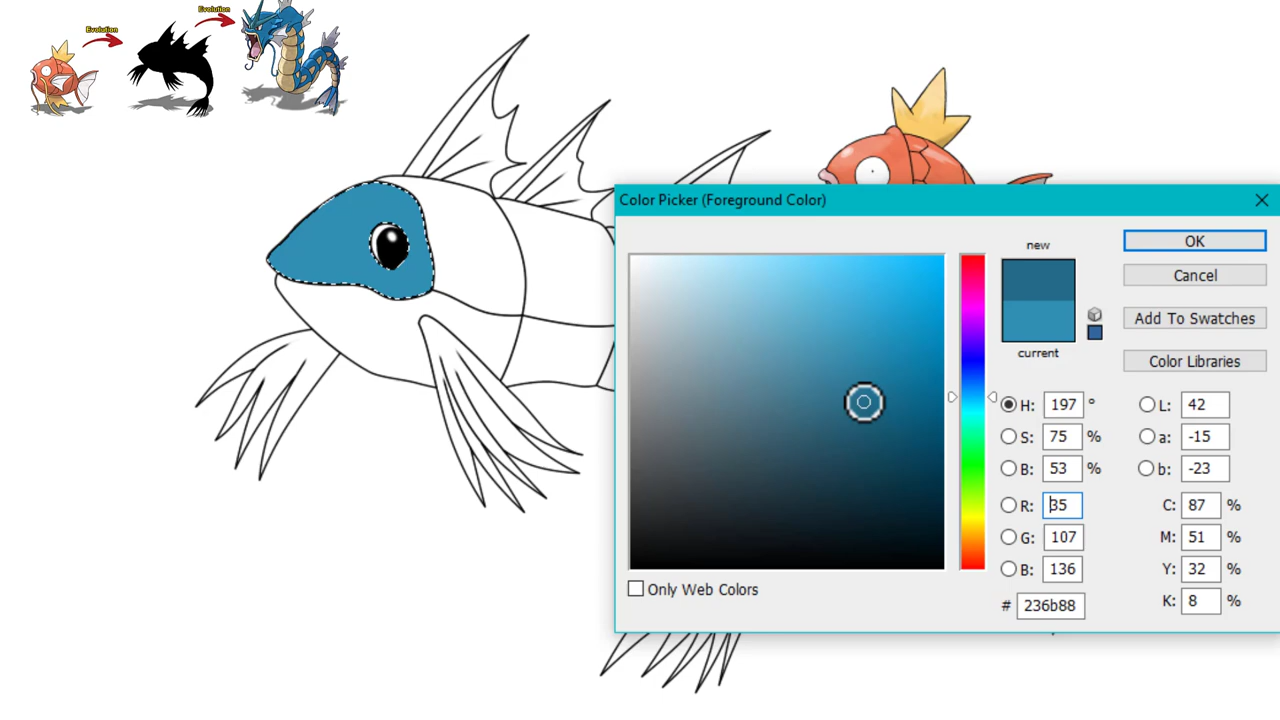 Evolution
Evolution
Color Picker (Foreground Color)
new
current
OK
Cancel
Add To Swatches
Color Libraries
H: 197 °
S: 75 %
B: 53 %
R: 35
G: 107
B: 136
# 236b88
L: 42
a: -15
b: -23
C: 87 %
M: 51 %
Y: 32 %
K: 8 %
Only Web Colors